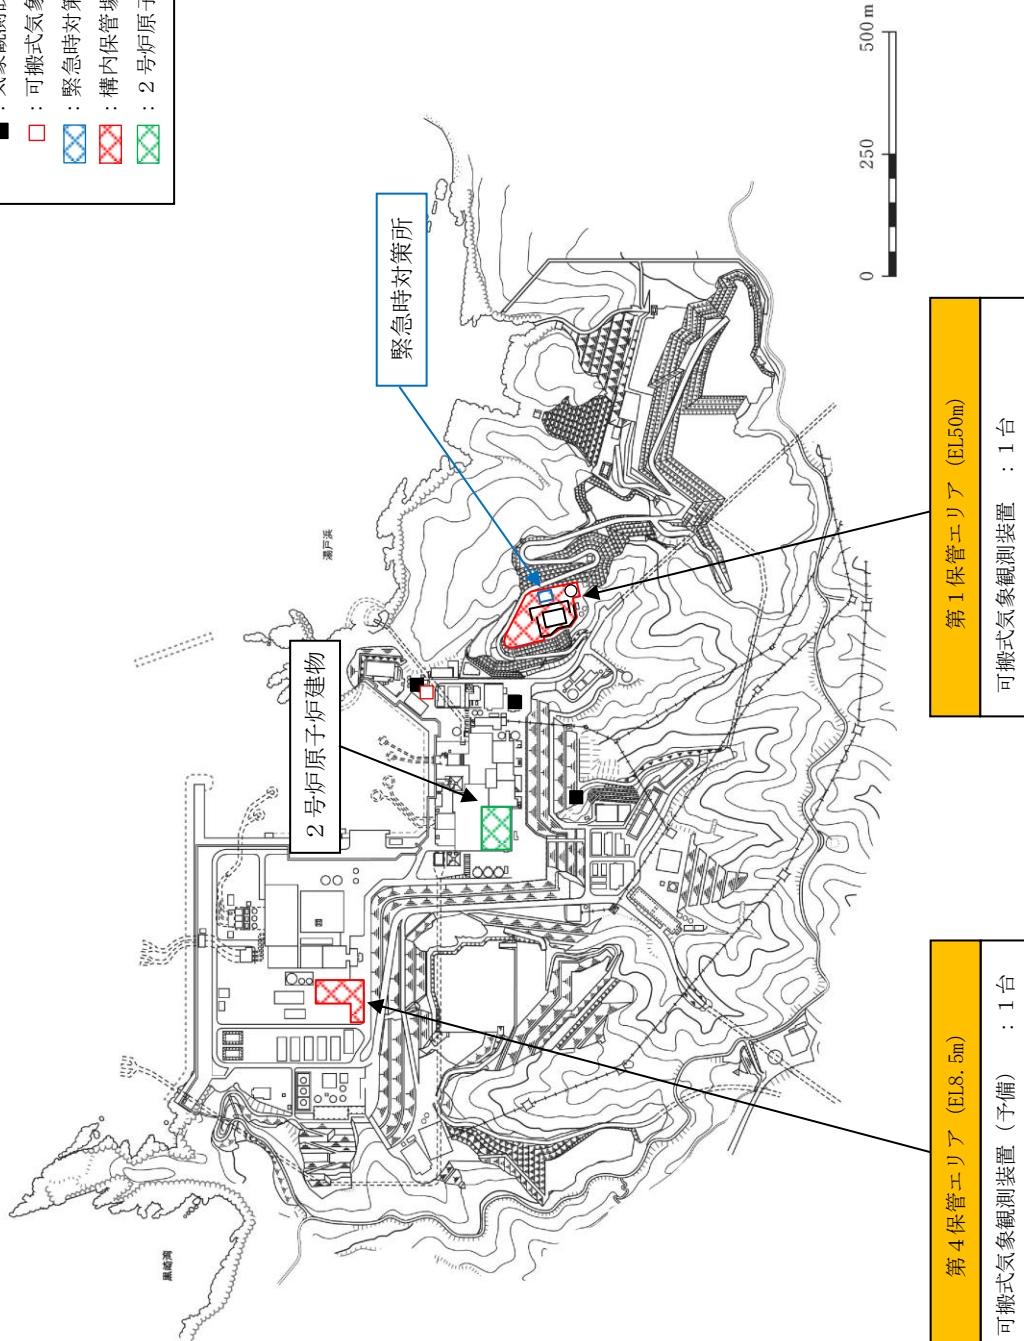 ：気象観測設
：可搬式気象
：緊急時対策
：構内保管場
：２号炉原子
緊急時対策所
２号炉原子炉建物
湯戸浜
黒崎湾
0 250 500 m
第１保管エリア（EL50m）
可搬式気象観測装置 ：１台
第４保管エリア（EL8.5m）
可搬式気象観測装置（予備） ：１台